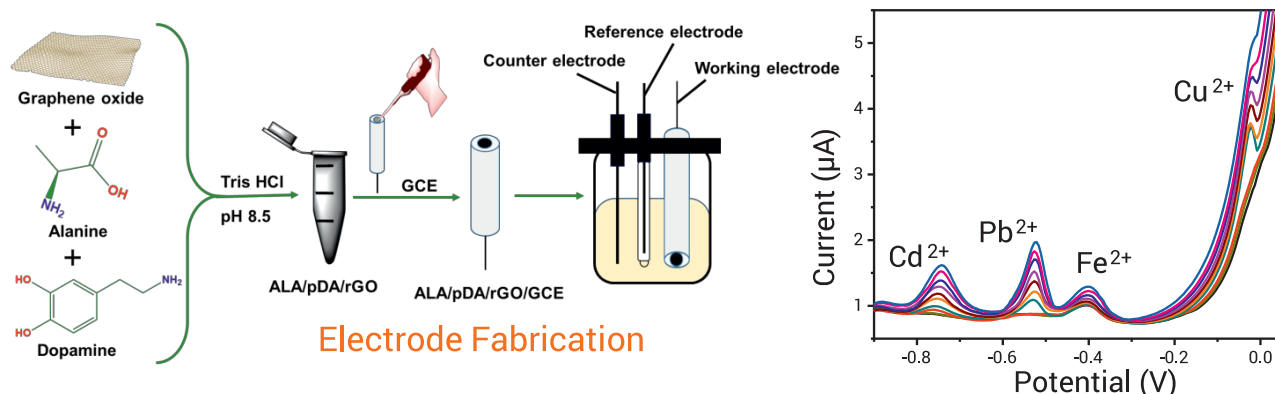 Graphene oxide
+
O
OH
NH₂
Alanine
+
HO
HO
NH₂
Dopamine
Tris HCl
pH 8.5
ALA/pDA/rGO
GCE
ALA/pDA/rGO/GCE
Counter electrode
Reference electrode
Working electrode
Electrode Fabrication
Current (µA)
5
4
3
2
1
Cd²⁺
Pb²⁺
Fe²⁺
Cu²⁺
-0.8
-0.6
-0.4
-0.2
0.0
Potential (V)